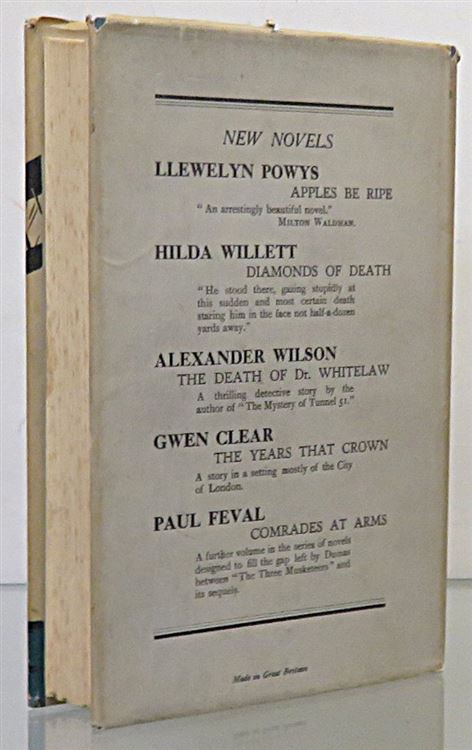 NEW NOVELS
LLEWELYN POWYS
APPLES BE RIPE
"An arrestingly beautiful novel."
MILTON WALDMAN.
HILDA WILLETT
DIAMONDS OF DEATH
"He stood there, gazing stupidly at
this sudden and most certain death
staring him in the face not half-a-dozen
yards away."
ALEXANDER WILSON
THE DEATH OF Dr. WHITELAW
A thrilling detective story by the
author of "The Mystery of Tunnel 51."
GWEN CLEAR
THE YEARS THAT CROWN
A story in a setting mostly of the City
of London.
PAUL FEVAL
COMRADES AT ARMS
A further volume in the series of novels
designed to fill the gap left by Dumas
between "The Three Musketeers" and
its sequels.
Made in Great Britain